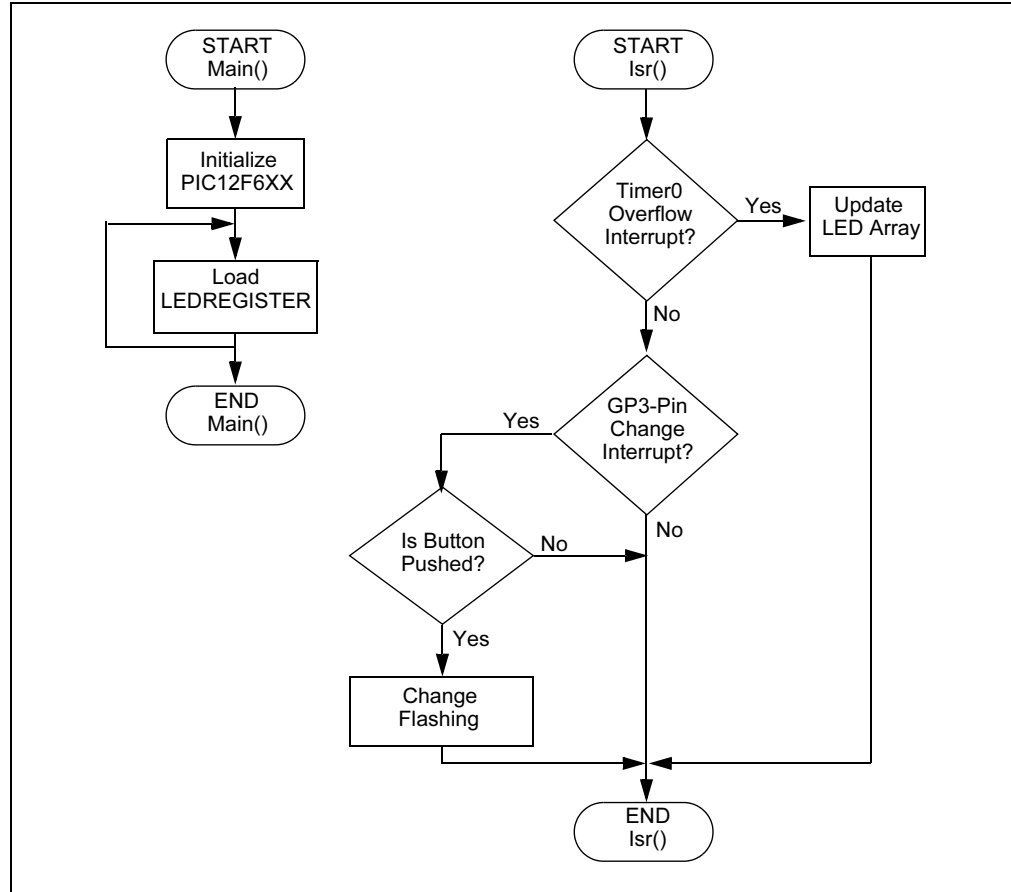 START
Main()
Initialize
PIC12F6XX
Load
LEDREGISTER
END
Main()
START
Isr()
Timer0
Overflow
Interrupt?
Yes
Update
LED Array
No
GP3-Pin
Change
Interrupt?
Yes
No
Is Button
Pushed?
No
Yes
Change
Flashing
END
Isr()